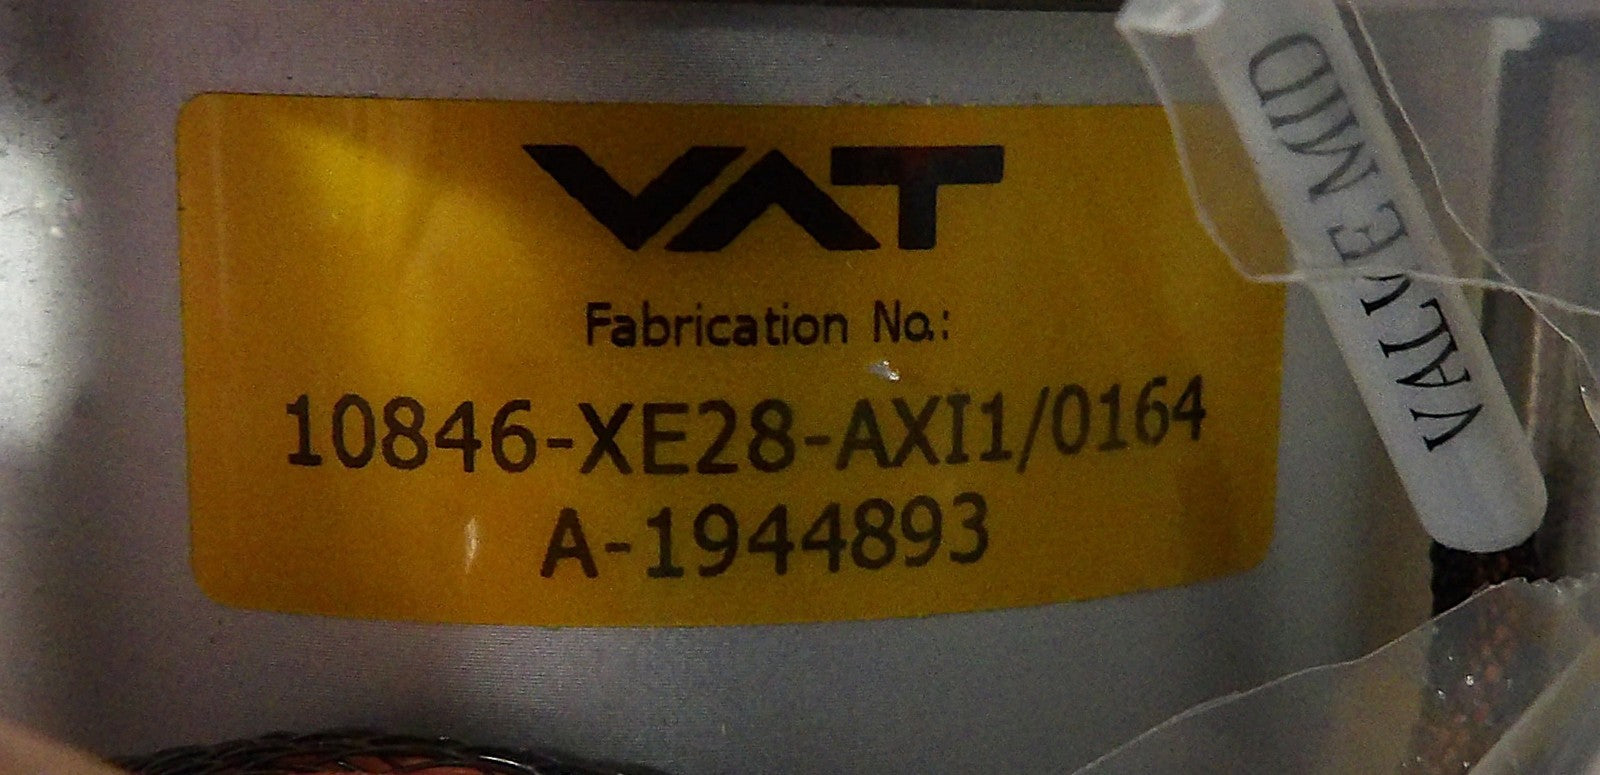 VAT
Fabrication No.:
10846-XE28-AXI1/0164
A-1944893
VALVE MID